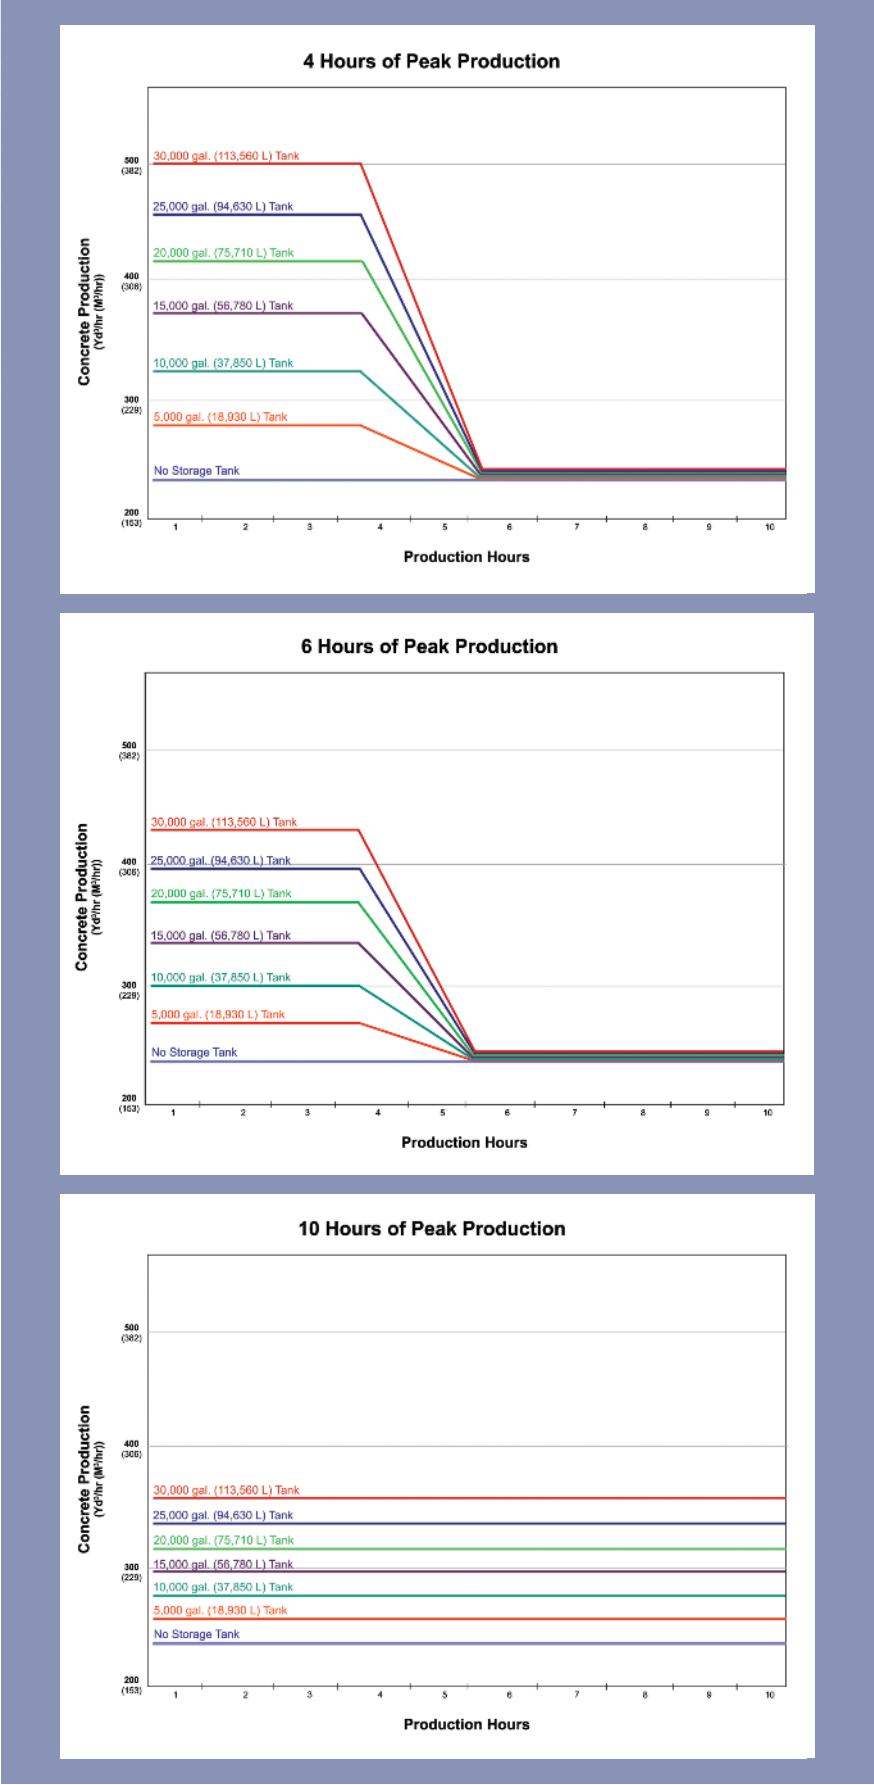 4 Hours of Peak Production
Concrete Production
(Yd³/hr (M³/hr))
500
(382)
400
(306)
300
(229)
200
(153)
30,000 gal. (113,560 L) Tank
25,000 gal. (94,630 L) Tank
20,000 gal. (75,710 L) Tank
15,000 gal. (56,780 L) Tank
10,000 gal. (37,850 L) Tank
5,000 gal. (18,930 L) Tank
No Storage Tank
1 2 3 4 5 6 7 8 9 10
Production Hours
6 Hours of Peak Production
Concrete Production
(Yd³/hr (M³/hr))
500
(382)
400
(306)
300
(229)
200
(153)
30,000 gal. (113,560 L) Tank
25,000 gal. (94,630 L) Tank
20,000 gal. (75,710 L) Tank
15,000 gal. (56,780 L) Tank
10,000 gal. (37,850 L) Tank
5,000 gal. (18,930 L) Tank
No Storage Tank
1 2 3 4 5 6 7 8 9 10
Production Hours
10 Hours of Peak Production
Concrete Production
(Yd³/hr (M³/hr))
500
(382)
400
(306)
300
(229)
200
(153)
30,000 gal. (113,560 L) Tank
25,000 gal. (94,630 L) Tank
20,000 gal. (75,710 L) Tank
15,000 gal. (56,780 L) Tank
10,000 gal. (37,850 L) Tank
5,000 gal. (18,930 L) Tank
No Storage Tank
1 2 3 4 5 6 7 8 9 10
Production Hours